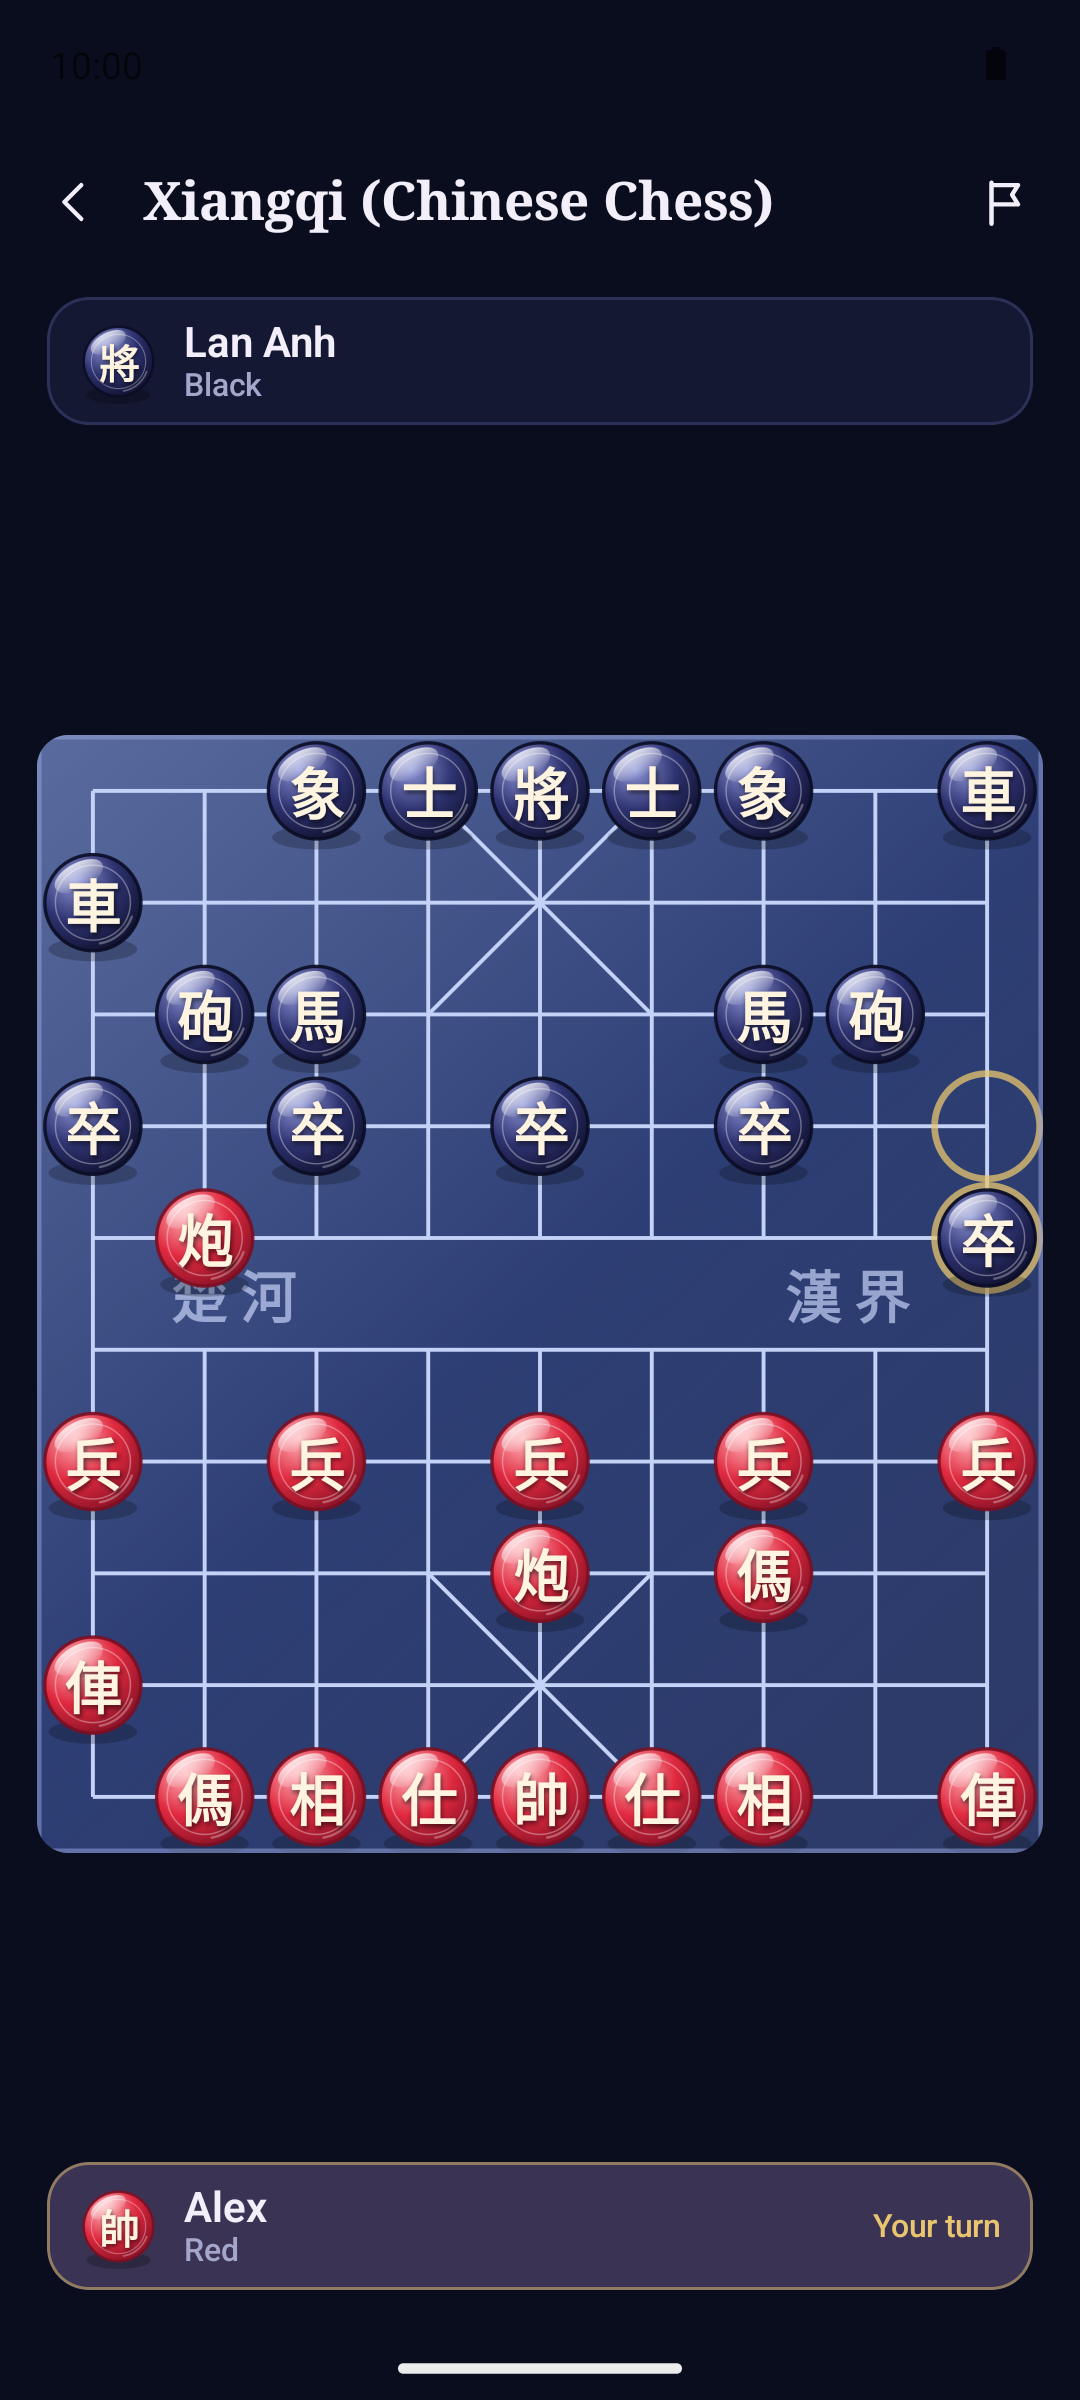 10:00
Xiangqi (Chinese Chess)
將
Lan Anh
Black
象 士 將 士 象 車
車
砲 馬 馬 砲
卒 卒 卒 卒
炮 卒
楚河 漢界
兵 兵 兵 兵 兵
炮 傌
俥
傌 相 仕 帥 仕 相 俥
帥
Alex
Red
Your turn